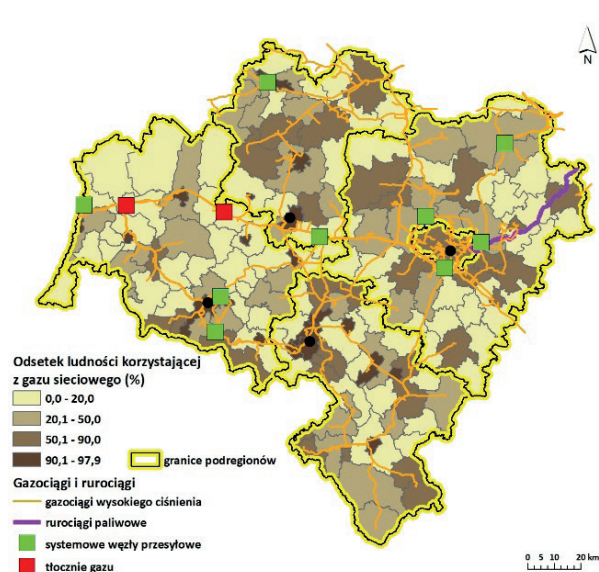 N
Odsetek ludności korzystającej
z gazu sieciowego (%)
0,0 - 20,0
20,1 - 50,0
50,1 - 90,0
90,1 - 97,9
granice podregionów
Gazociągi i rurociągi
gazociągi wysokiego ciśnienia
rurociągi paliwowe
systemowe węzły przesyłowe
tłocznie gazu
0 5 10 20 km